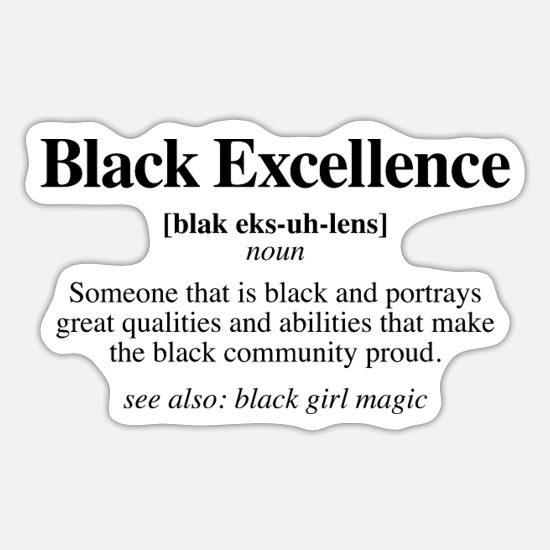 Black Excellence
[blak eks-uh-lens]
noun
Someone that is black and portrays
great qualities and abilities that make
the black community proud.
see also: black girl magic